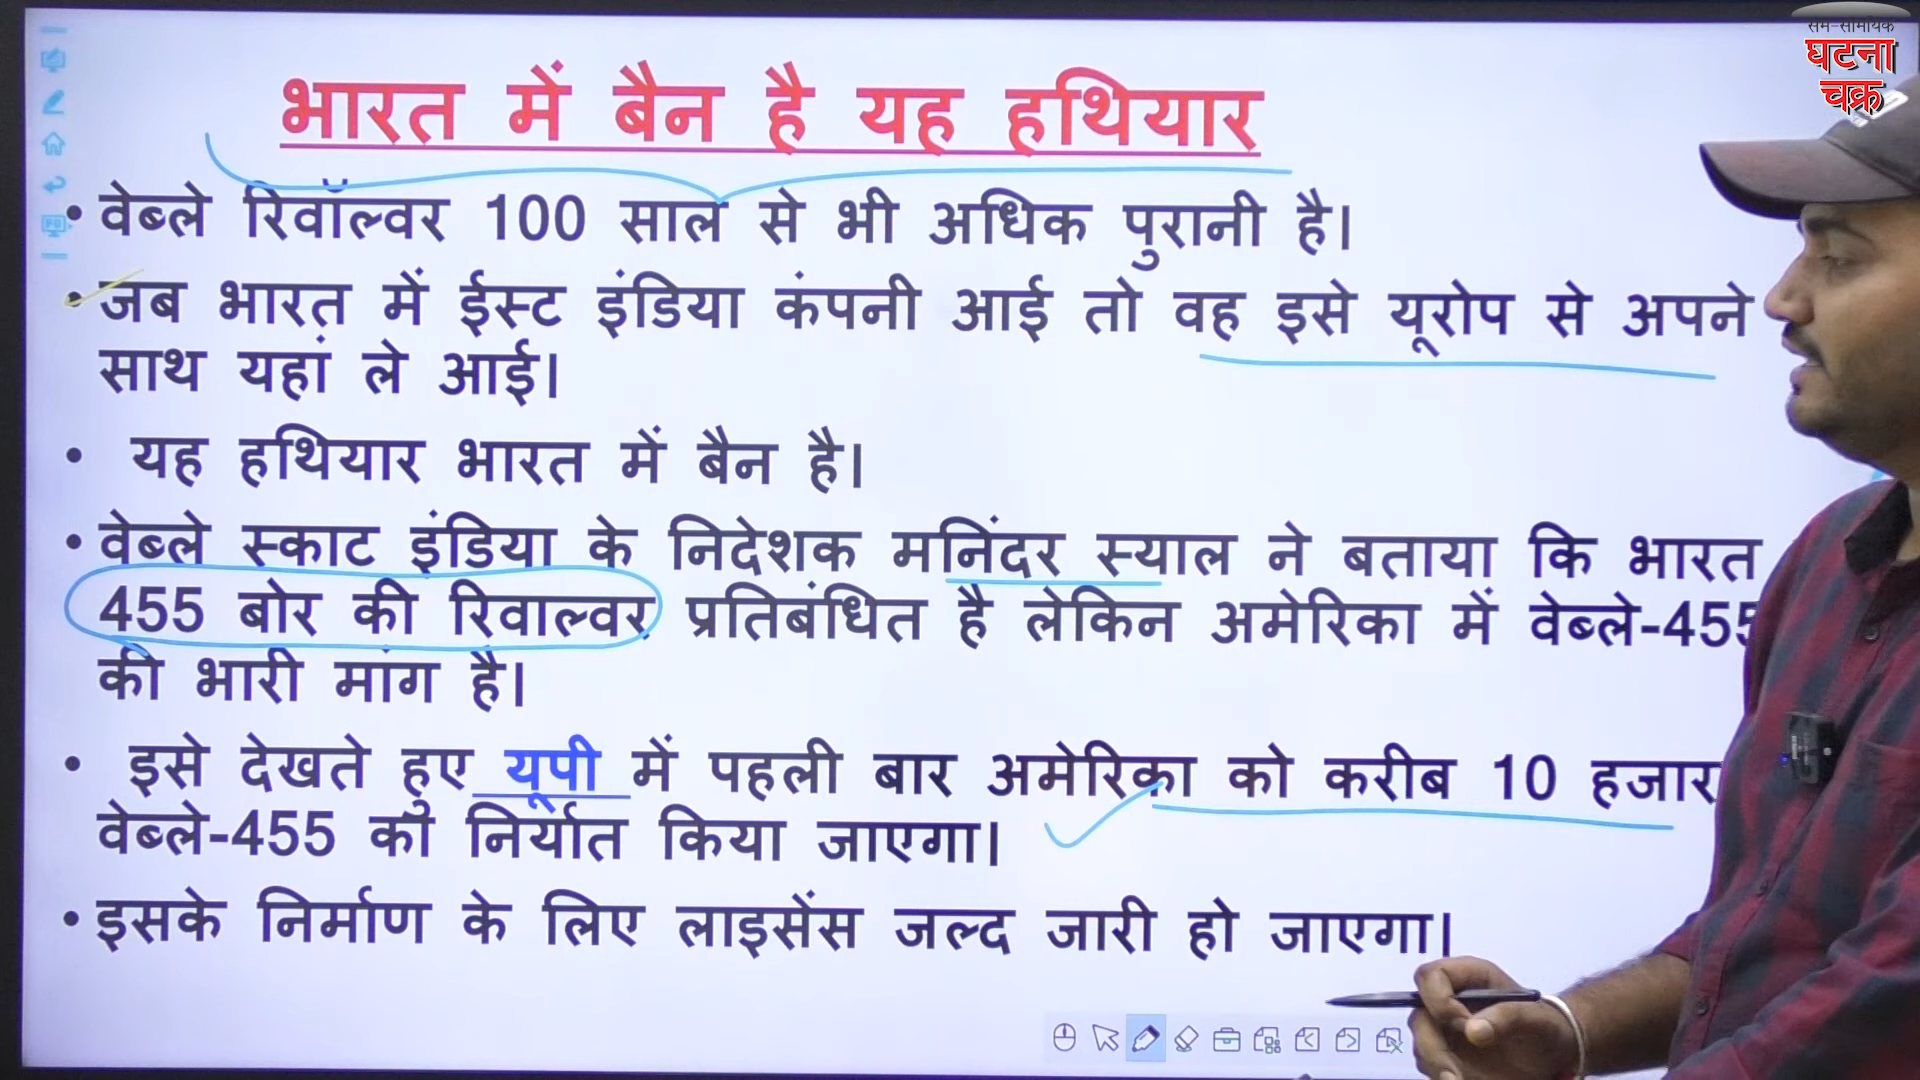 सम-सामयिक
घटना
चक्र
भारत में बैन है यह हथियार
• वेब्ले रिवॉल्वर 100 साल से भी अधिक पुरानी है।
• जब भारत में ईस्ट इंडिया कंपनी आई तो वह इसे यूरोप से अपने
साथ यहां ले आई।
• यह हथियार भारत में बैन है।
• वेब्ले स्काट इंडिया के निदेशक मनिंदर स्याल ने बताया कि भारत
455 बोर की रिवाल्वर प्रतिबंधित है लेकिन अमेरिका में वेब्ले-455
की भारी मांग है।
• इसे देखते हुए यूपी में पहली बार अमेरिका को करीब 10 हजार
वेब्ले-455 का निर्यात किया जाएगा।
• इसके निर्माण के लिए लाइसेंस जल्द जारी हो जाएगा।